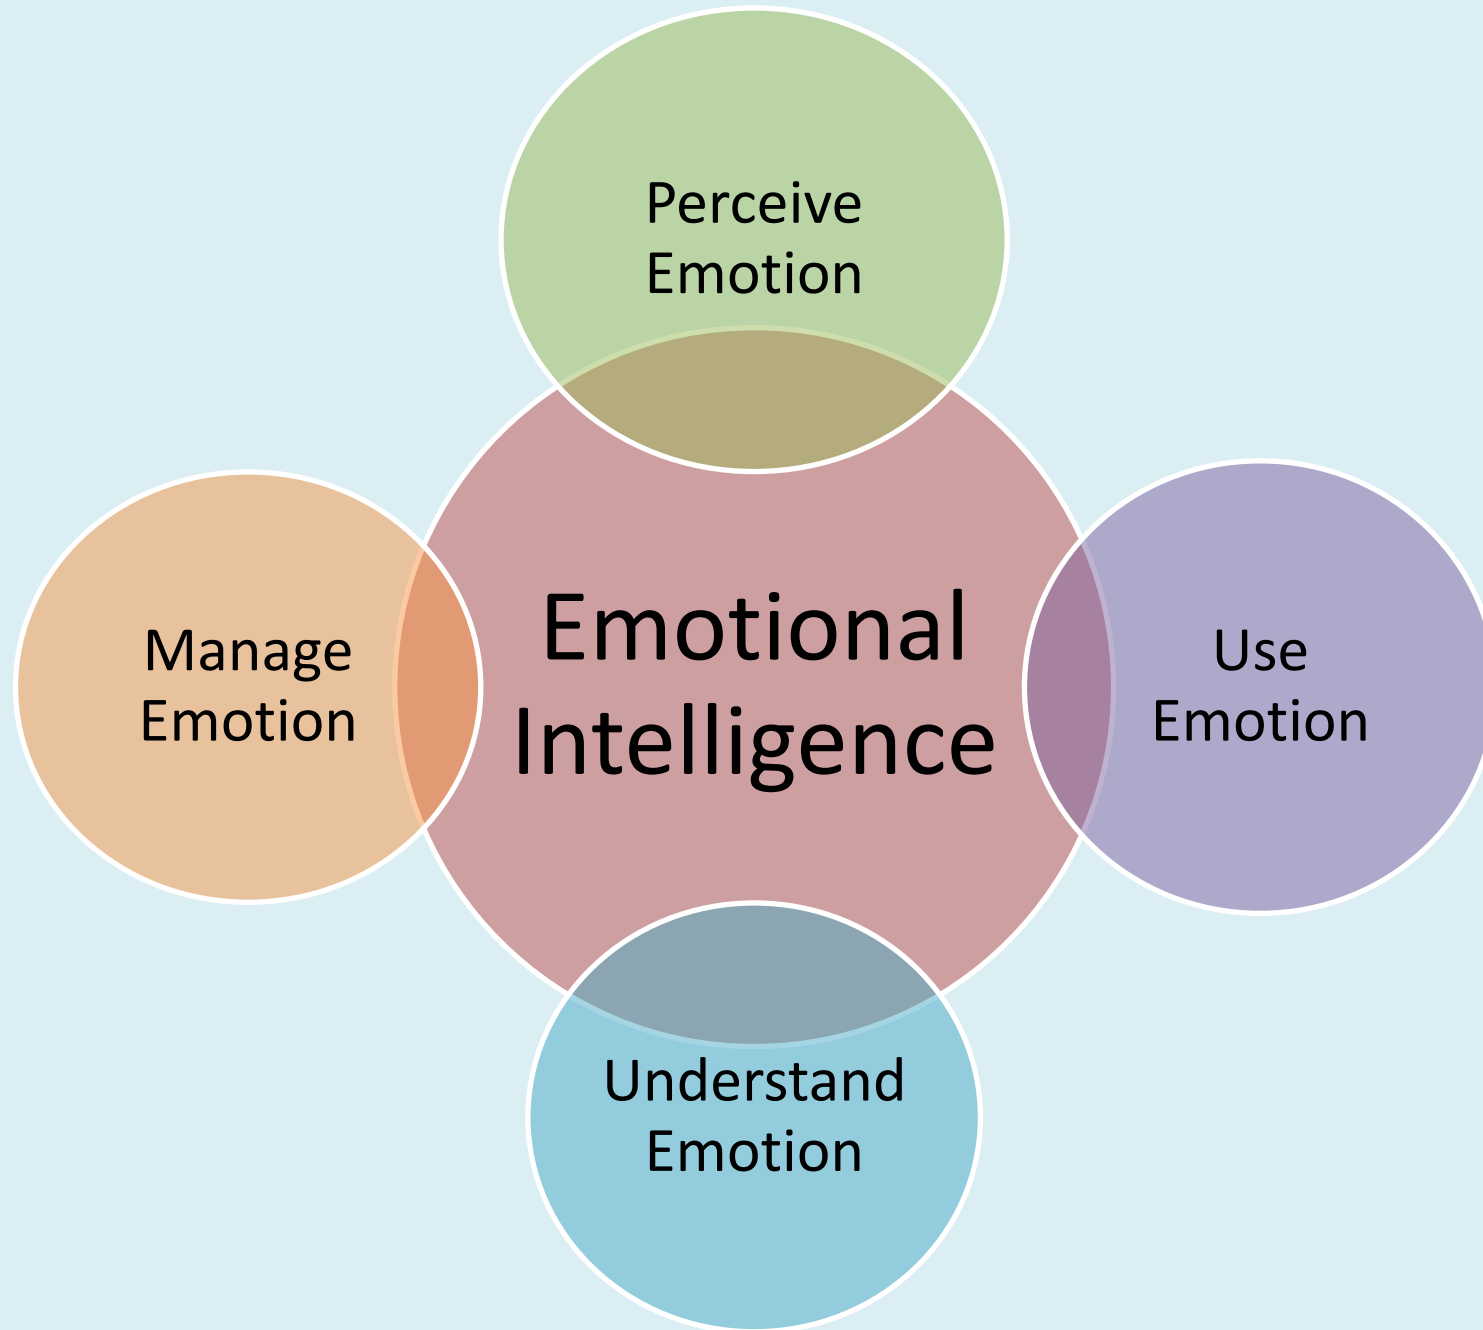 Perceive
Emotion
Manage
Emotion
Emotional
Intelligence
Use
Emotion
Understand
Emotion